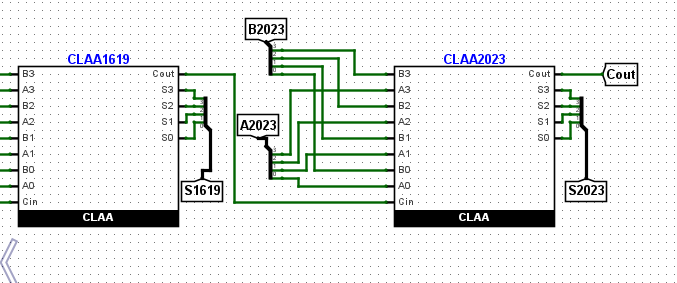 B2023
CLAA1619
CLAA2023
B3
A3
B2
A2
B1
A1
B0
A0
Cin
Cout
S3
S2
S1
S0
CLAA
S1619
A2023
B3
A3
B2
A2
B1
A1
B0
A0
Cin
Cout
S3
S2
S1
S0
CLAA
Cout
S2023